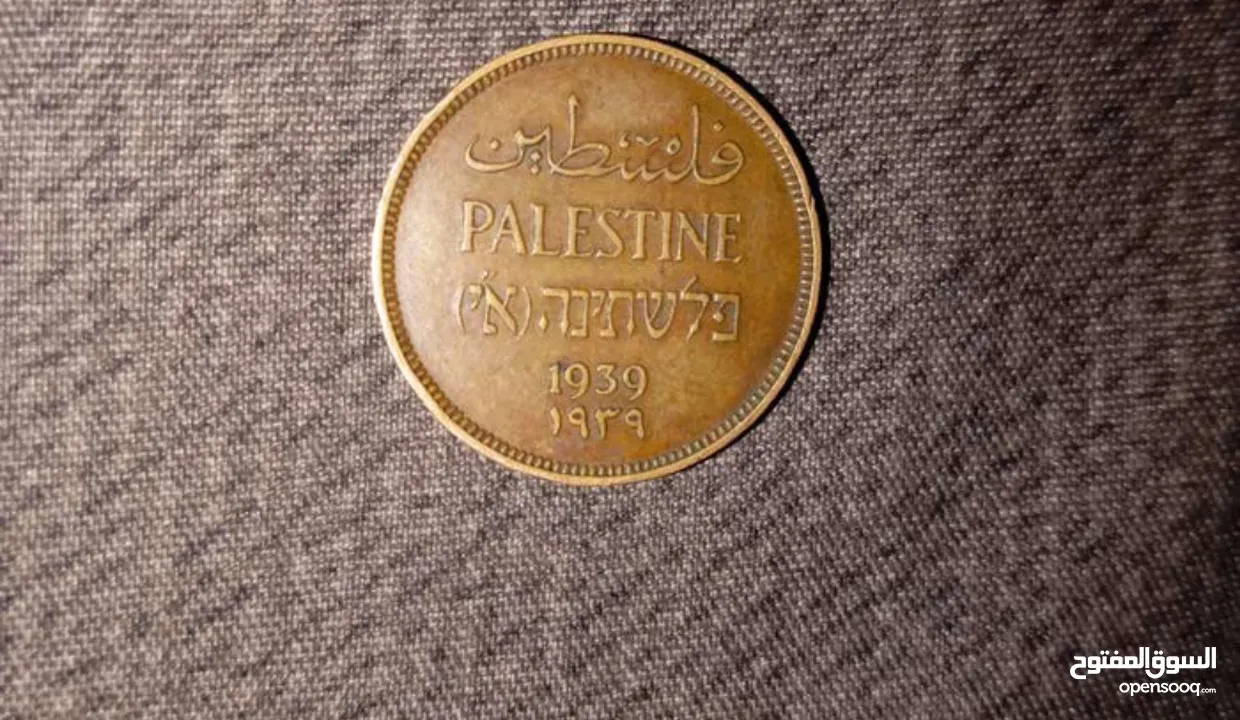 فلسطين
PALESTINE
פלשתינה (א״י)
1939
١٩٣٩
السوق المفتوح
opensooq.com